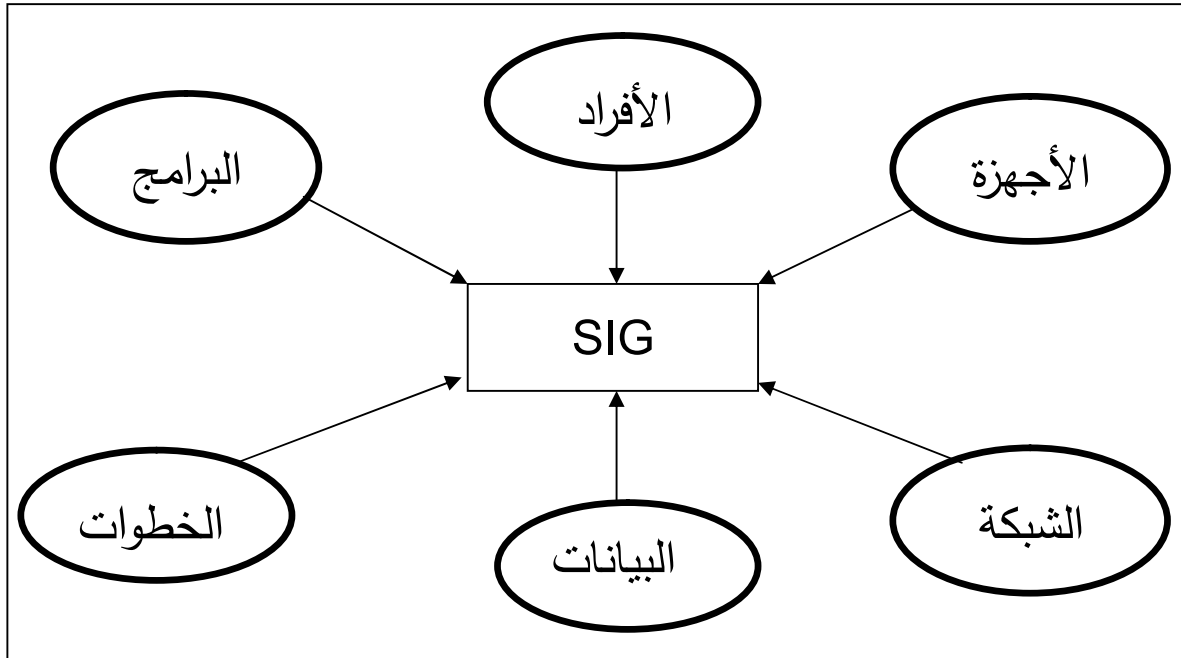 الأفراد
الأجهزة
البرامج
SIG
الشبكة
البيانات
الخطوات